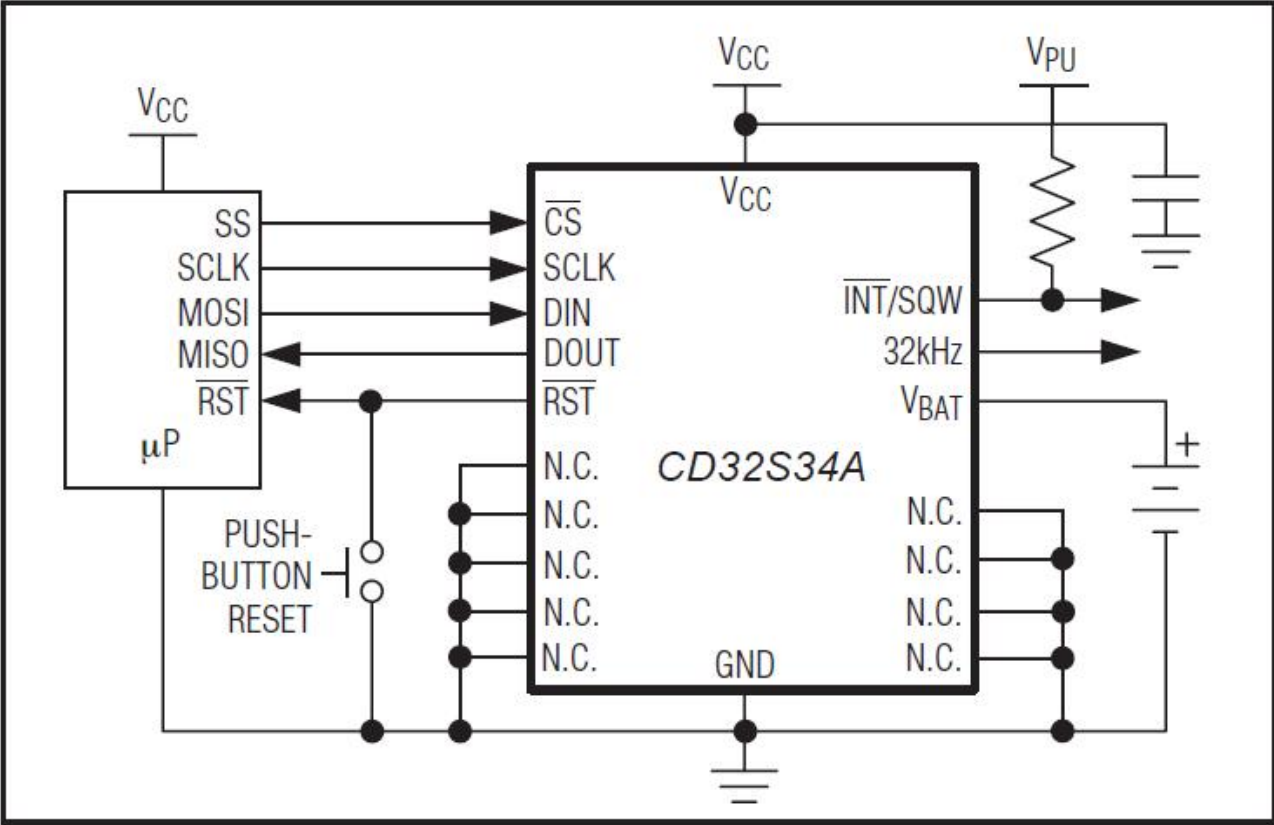 VCC
VPU
VCC
VCC
SS
SCLK
MOSI
MISO
RST
μP
CS
SCLK
DIN
DOUT
RST
N.C.
N.C.
N.C.
N.C.
N.C.
CD32S34A
INT/SQW
32kHz
VBAT
+
N.C.
N.C.
N.C.
N.C.
GND
PUSH-
BUTTON
RESET